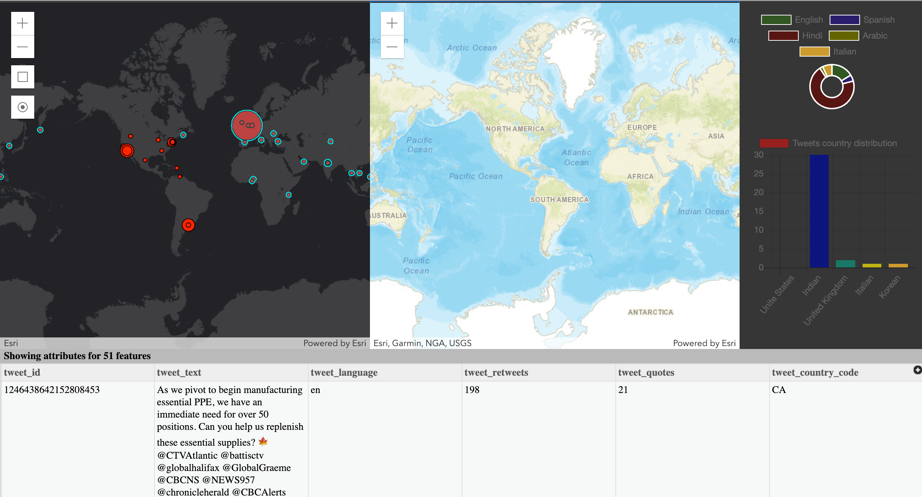 English
Spanish
Hindi
Arabic
Italian
Arctic Ocean
NORTH AMERICA
EUROPE
ASIA
Pacific
Ocean
Atlantic
Ocean
Pacific Ocean
AFRICA
SOUTH AMERICA
USTRALIA
Indian Ocean
Pacific
Ocean
ANTARCTICA
Tweets country distribution
30
25
20
15
10
5
0
Unite States
Indian
United Kingdom
Italian
Korean
Esri
Powered by Esri
Esri, Garmin, NGA, USGS
Powered by Esri
Showing attributes for 51 features
tweet_id tweet_text tweet_language tweet_retweets tweet_quotes tweet_country_code
1246438642152808453 As we pivot to begin manufacturing en 198 21 CA
essential PPE, we have an
immediate need for over 50
positions. Can you help us replenish
these essential supplies? 🍁
@CTVAtlantic @battisctv
@globalhalifax @GlobalGraeme
@CBCNS @NEWS957
@chronicleherald @CBCAlerts